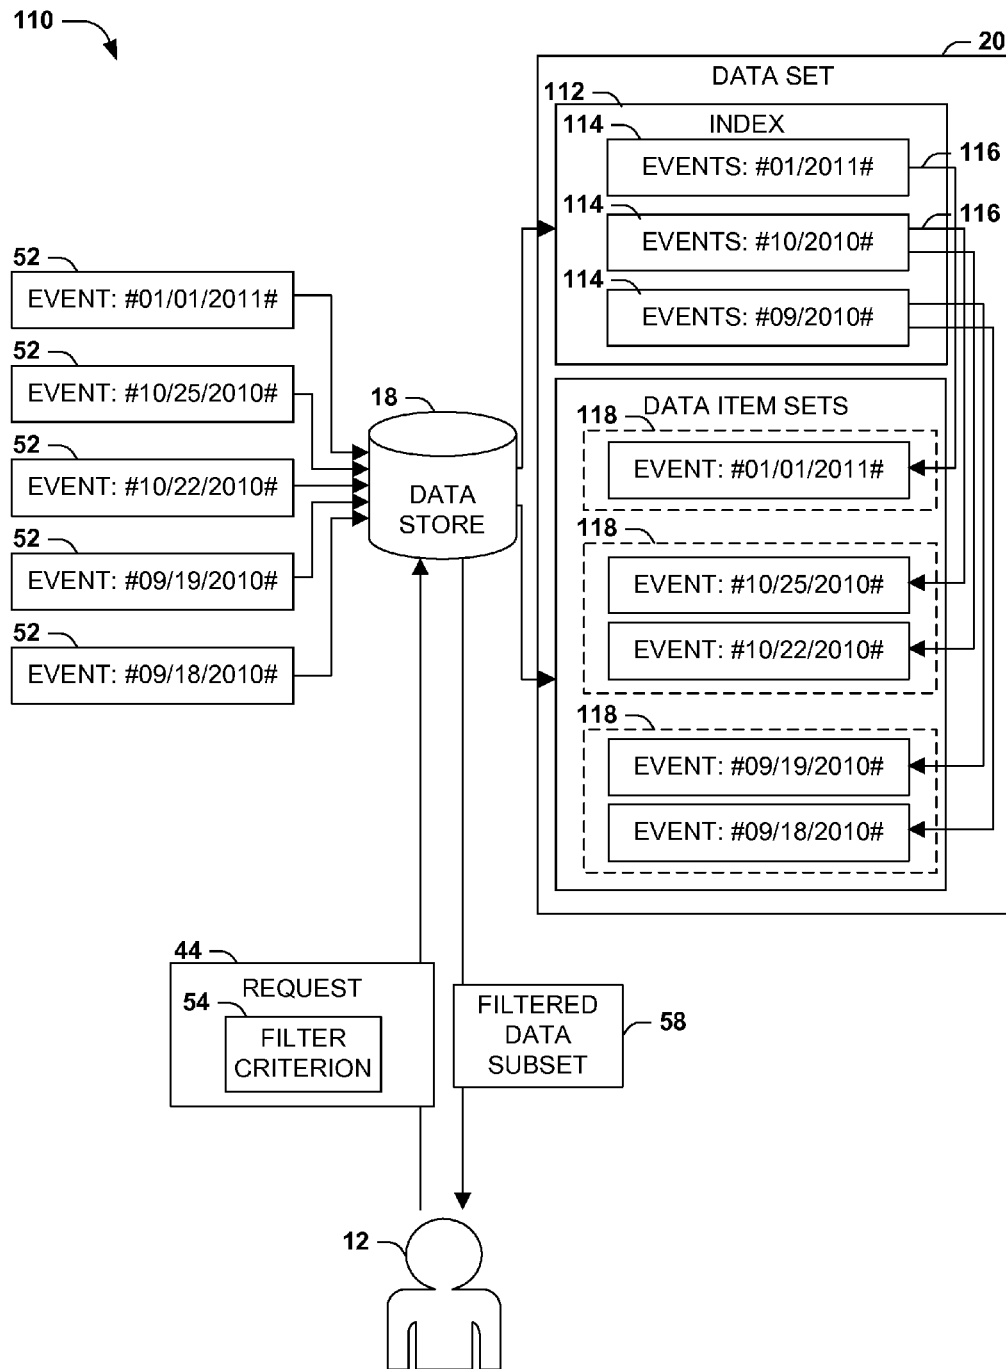 110
20
DATA SET
112
INDEX
114
EVENTS: #01/2011#
116
114
EVENTS: #10/2010#
116
114
EVENTS: #09/2010#
52
EVENT: #01/01/2011#
52
EVENT: #10/25/2010#
52
EVENT: #10/22/2010#
52
EVENT: #09/19/2010#
52
EVENT: #09/18/2010#
18
DATA
STORE
DATA ITEM SETS
118
EVENT: #01/01/2011#
118
EVENT: #10/25/2010#
EVENT: #10/22/2010#
118
EVENT: #09/19/2010#
EVENT: #09/18/2010#
44
REQUEST
54
FILTER
CRITERION
FILTERED
DATA
SUBSET
58
12